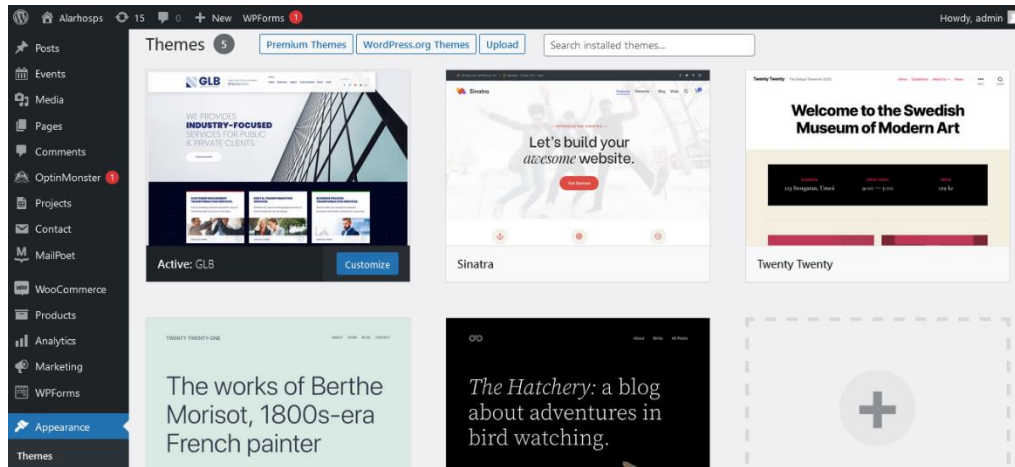 Alarhosps 15 0 New WPForms 1 Howdy, admin
Posts
Events
Media
Pages
Comments
OptinMonster 1
Projects
Contact
MailPoet
WooCommerce
Products
Analytics
Marketing
WPForms
Appearance
Themes
Themes 5 Premium Themes WordPress.org Themes Upload Search installed themes...
GLB
WE PROVIDES
INDUSTRY-FOCUSED
SERVICES FOR PUBLIC
& PRIVATE CLIENTS.
Active: GLB Customize
Sinatra
Let's build your
awesome website.
Get Started
Sinatra
Twenty Twenty
Welcome to the Swedish
Museum of Modern Art
Twenty Twenty
TWENTY TWENTY-ONE
The works of Berthe
Morisot, 1800s-era
French painter
The Hatchery: a blog
about adventures in
bird watching.